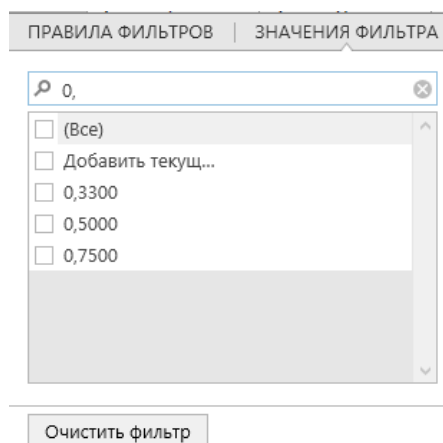 ПРАВИЛА ФИЛЬТРОВ | ЗНАЧЕНИЯ ФИЛЬТРА
0,
(Все)
Добавить текущ...
0,3300
0,5000
0,7500
Очистить фильтр